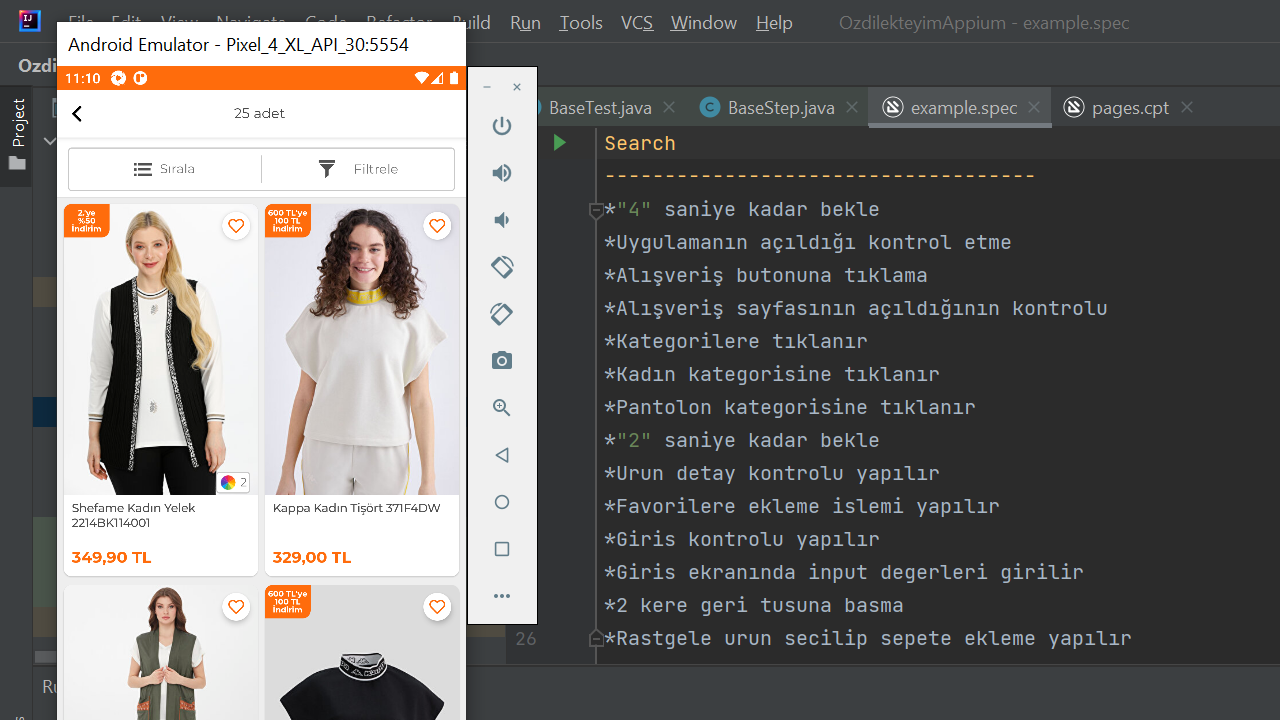 File Edit View Navigate Code Refactor Build Run Tools VCS Window Help OzdilekteyimAppium - example.spec
Android Emulator - Pixel_4_XL_API_30:5554
Ozdi
11:10
Project
25 adet
BaseTest.java
BaseStep.java
example.spec
pages.cpt
Sırala
Filtrele
2.'ye
%50
İndirim
600 TL'ye
100 TL
İndirim
2
Shefame Kadın Yelek
2214BK114001
349,90 TL
Kappa Kadın Tişört 371F4DW
329,00 TL
600 TL'ye
100 TL
İndirim
Search
------------------------------------
*"4" saniye kadar bekle
*Uygulamanın açıldığı kontrol etme
*Alışveriş butonuna tıklama
*Alışveriş sayfasının açıldığının kontrolu
*Kategorilere tıklanır
*Kadın kategorisine tıklanır
*Pantolon kategorisine tıklanır
*"2" saniye kadar bekle
*Urun detay kontrolu yapılır
*Favorilere ekleme islemi yapılır
*Giris kontrolu yapılır
*Giris ekranında input degerleri girilir
*2 kere geri tusuna basma
26 *Rastgele urun secilip sepete ekleme yapılır
Ru